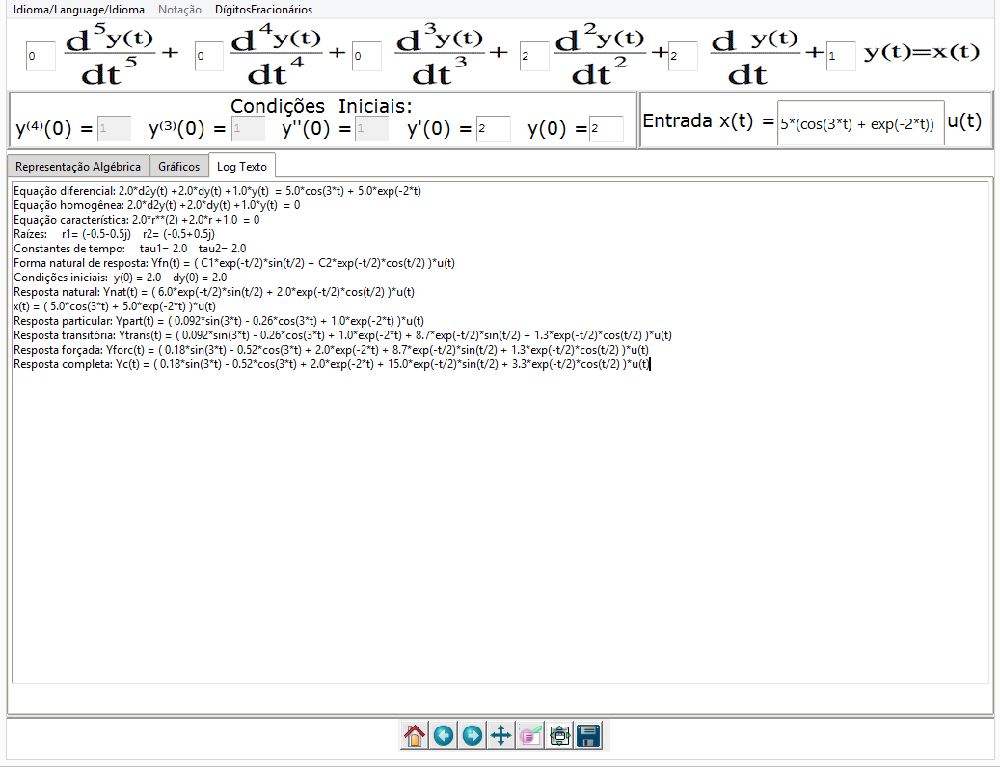 Idioma/Language/Idioma Notação DígitosFracionários
0 d^5y(t)/dt^5 + 0 d^4y(t)/dt^4 + 0 d^3y(t)/dt^3 + 2 d^2y(t)/dt^2 + 2 d y(t)/dt + 1 y(t)=x(t)
Condições Iniciais:
y⁽⁴⁾(0) = 1 y⁽³⁾(0) = 1 y''(0) = 1 y'(0) = 2 y(0) = 2
Entrada x(t) = 5*(cos(3*t) + exp(-2*t)) u(t)
Representação Algébrica Gráficos Log Texto
Equação diferencial: 2.0*d2y(t) +2.0*dy(t) +1.0*y(t) = 5.0*cos(3*t) + 5.0*exp(-2*t)
Equação homogênea: 2.0*d2y(t) +2.0*dy(t) +1.0*y(t) = 0
Equação característica: 2.0*r**(2) +2.0*r +1.0 = 0
Raízes: r1= (-0.5-0.5j) r2= (-0.5+0.5j)
Constantes de tempo: tau1= 2.0 tau2= 2.0
Forma natural de resposta: Yfn(t) = ( C1*exp(-t/2)*sin(t/2) + C2*exp(-t/2)*cos(t/2) )*u(t)
Condições iniciais: y(0) = 2.0 dy(0) = 2.0
Resposta natural: Ynat(t) = ( 6.0*exp(-t/2)*sin(t/2) + 2.0*exp(-t/2)*cos(t/2) )*u(t)
x(t) = ( 5.0*cos(3*t) + 5.0*exp(-2*t) )*u(t)
Resposta particular: Ypart(t) = ( 0.092*sin(3*t) - 0.26*cos(3*t) + 1.0*exp(-2*t) )*u(t)
Resposta transitória: Ytrans(t) = ( 0.092*sin(3*t) - 0.26*cos(3*t) + 1.0*exp(-2*t) + 8.7*exp(-t/2)*sin(t/2) + 1.3*exp(-t/2)*cos(t/2) )*u(t)
Resposta forçada: Yforc(t) = ( 0.18*sin(3*t) - 0.52*cos(3*t) + 2.0*exp(-2*t) + 8.7*exp(-t/2)*sin(t/2) + 1.3*exp(-t/2)*cos(t/2) )*u(t)
Resposta completa: Yc(t) = ( 0.18*sin(3*t) - 0.52*cos(3*t) + 2.0*exp(-2*t) + 15.0*exp(-t/2)*sin(t/2) + 3.3*exp(-t/2)*cos(t/2) )*u(t)